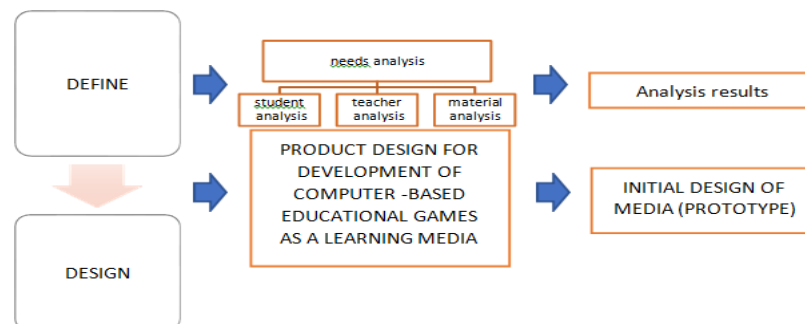 DEFINE
needs analysis
student
analysis
teacher
analysis
material
analysis
Analysis results
DESIGN
PRODUCT DESIGN FOR
DEVELOPMENT OF
COMPUTER -BASED
EDUCATIONAL GAMES
AS A LEARNING MEDIA
INITIAL DESIGN OF
MEDIA (PROTOTYPE)